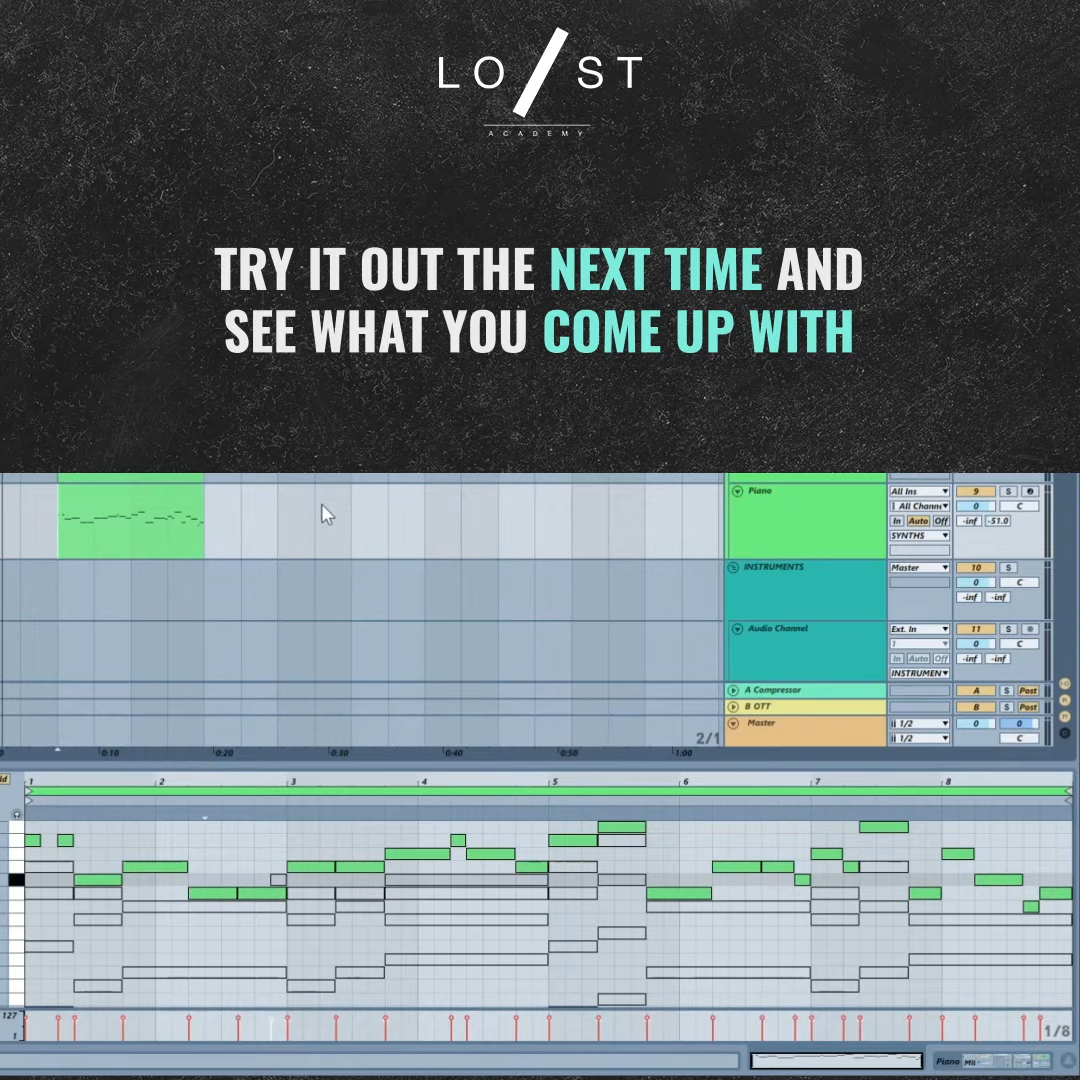 LO/ST
ACADEMY
TRY IT OUT THE NEXT TIME AND
SEE WHAT YOU COME UP WITH
Piano
All Ins
9
S
All Channe
0
C
In Auto Off
-inf -51.0
SYNTHS
INSTRUMENTS
Master
10
S
0
C
-inf -inf
Audio Channel
Ext. In
11
S
1
0
C
In Auto Off
-inf -inf
INSTRUMEN
A Compressor
A
S
Post
B OTT
B
S
Post
Master
1/2
0
0
1/2
C
2/1
0:10 0:20 0:30 0:40 0:50 1:00
1 2 3 4 5 6 7 8
127
1
1/8
Piano